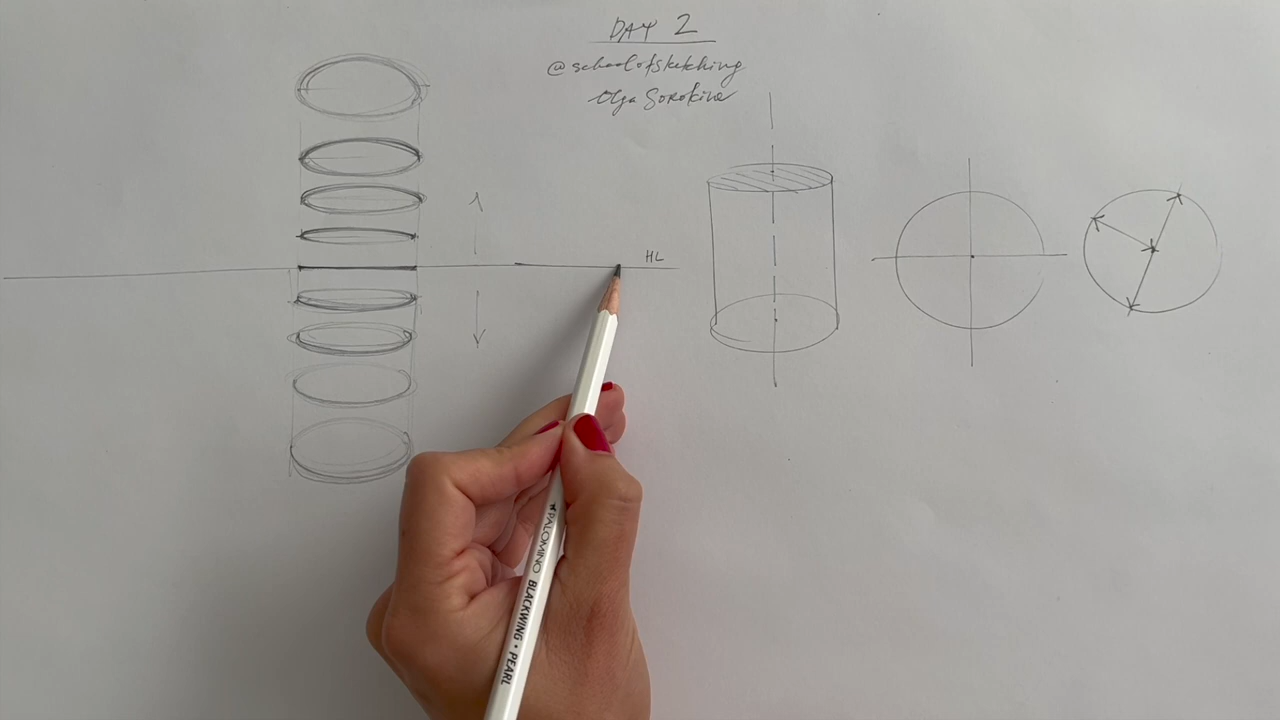 DAY 2
@schoolofsketching
Olga Sorokina
HL
PALOMINO BLACKWING • PEARL